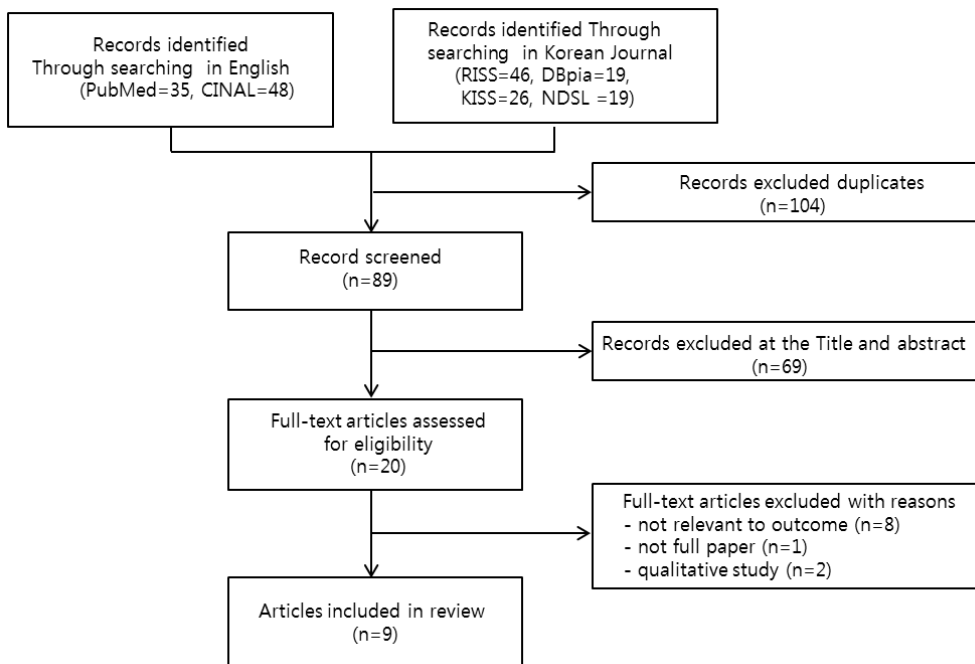 Records identified
Through searching in English
(PubMed=35, CINAL=48)
Records identified Through
searching in Korean Journal
(RISS=46, DBpia=19,
KISS=26, NDSL =19)
Records excluded duplicates
(n=104)
Record screened
(n=89)
Records excluded at the Title and abstract
(n=69)
Full-text articles assessed
for eligibility
(n=20)
Full-text articles excluded with reasons
- not relevant to outcome (n=8)
- not full paper (n=1)
- qualitative study (n=2)
Articles included in review
(n=9)